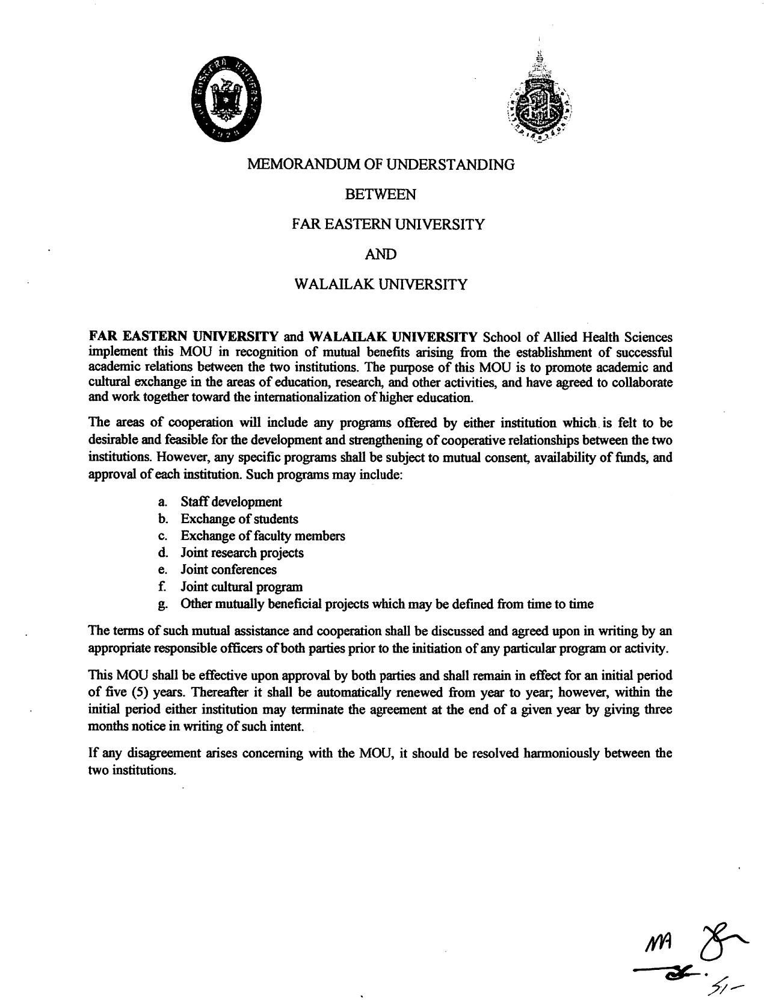 MEMORANDUM OF UNDERSTANDING
BETWEEN
FAR EASTERN UNIVERSITY
AND
WALAILAK UNIVERSITY
FAR EASTERN UNIVERSITY and WALAILAK UNIVERSITY School of Allied Health Sciences
implement this MOU in recognition of mutual benefits arising from the establishment of successful
academic relations between the two institutions. The purpose of this MOU is to promote academic and
cultural exchange in the areas of education, research, and other activities, and have agreed to collaborate
and work together toward the internationalization of higher education.
The areas of cooperation will include any programs offered by either institution which is felt to be
desirable and feasible for the development and strengthening of cooperative relationships between the two
institutions. However, any specific programs shall be subject to mutual consent, availability of funds, and
approval of each institution. Such programs may include:
a. Staff development
b. Exchange of students
c. Exchange of faculty members
d. Joint research projects
e. Joint conferences
f. Joint cultural program
g. Other mutually beneficial projects which may be defined from time to time
The terms of such mutual assistance and cooperation shall be discussed and agreed upon in writing by an
appropriate responsible officers of both parties prior to the initiation of any particular program or activity.
This MOU shall be effective upon approval by both parties and shall remain in effect for an initial period
of five (5) years. Thereafter it shall be automatically renewed from year to year; however, within the
initial period either institution may terminate the agreement at the end of a given year by giving three
months notice in writing of such intent.
If any disagreement arises concerning with the MOU, it should be resolved harmoniously between the
two institutions.